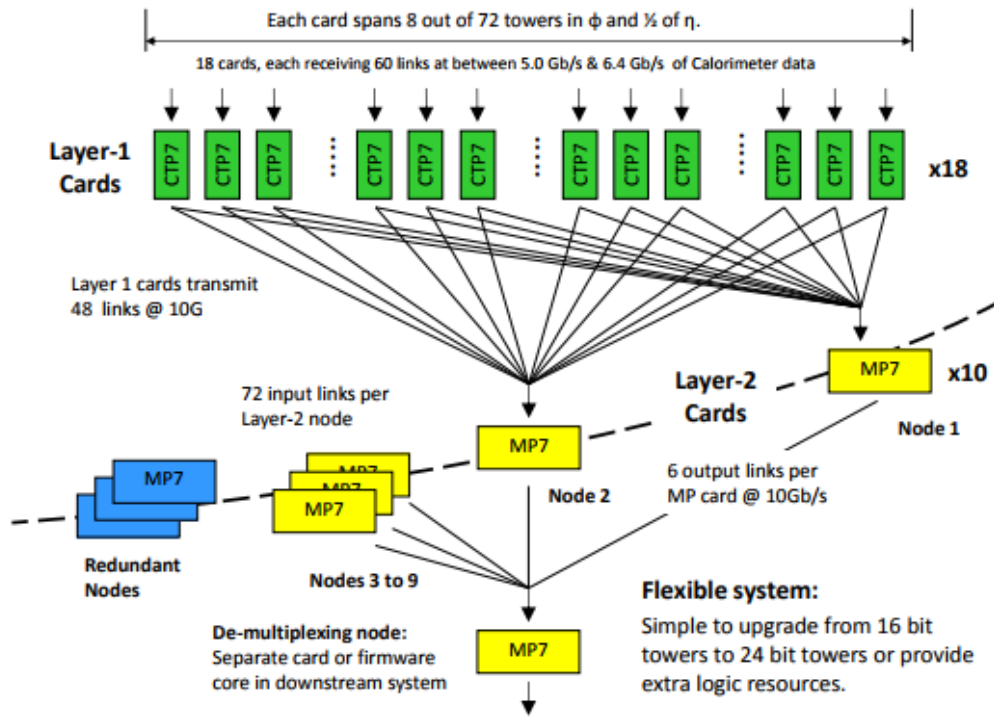 Each card spans 8 out of 72 towers in ϕ and ½ of η.
18 cards, each receiving 60 links at between 5.0 Gb/s & 6.4 Gb/s of Calorimeter data
Layer-1
Cards
CTP7 CTP7 CTP7 CTP7 CTP7 CTP7 CTP7 CTP7 CTP7 CTP7 CTP7 CTP7
x18
Layer 1 cards transmit
48 links @ 10G
72 input links per
Layer-2 node
Layer-2
Cards
MP7
x10
Node 1
MP7
Node 2
6 output links per
MP card @ 10Gb/s
MP7
MP7
MP7
Redundant
Nodes
Nodes 3 to 9
De-multiplexing node:
Separate card or firmware
core in downstream system
MP7
Flexible system:
Simple to upgrade from 16 bit
towers to 24 bit towers or provide
extra logic resources.